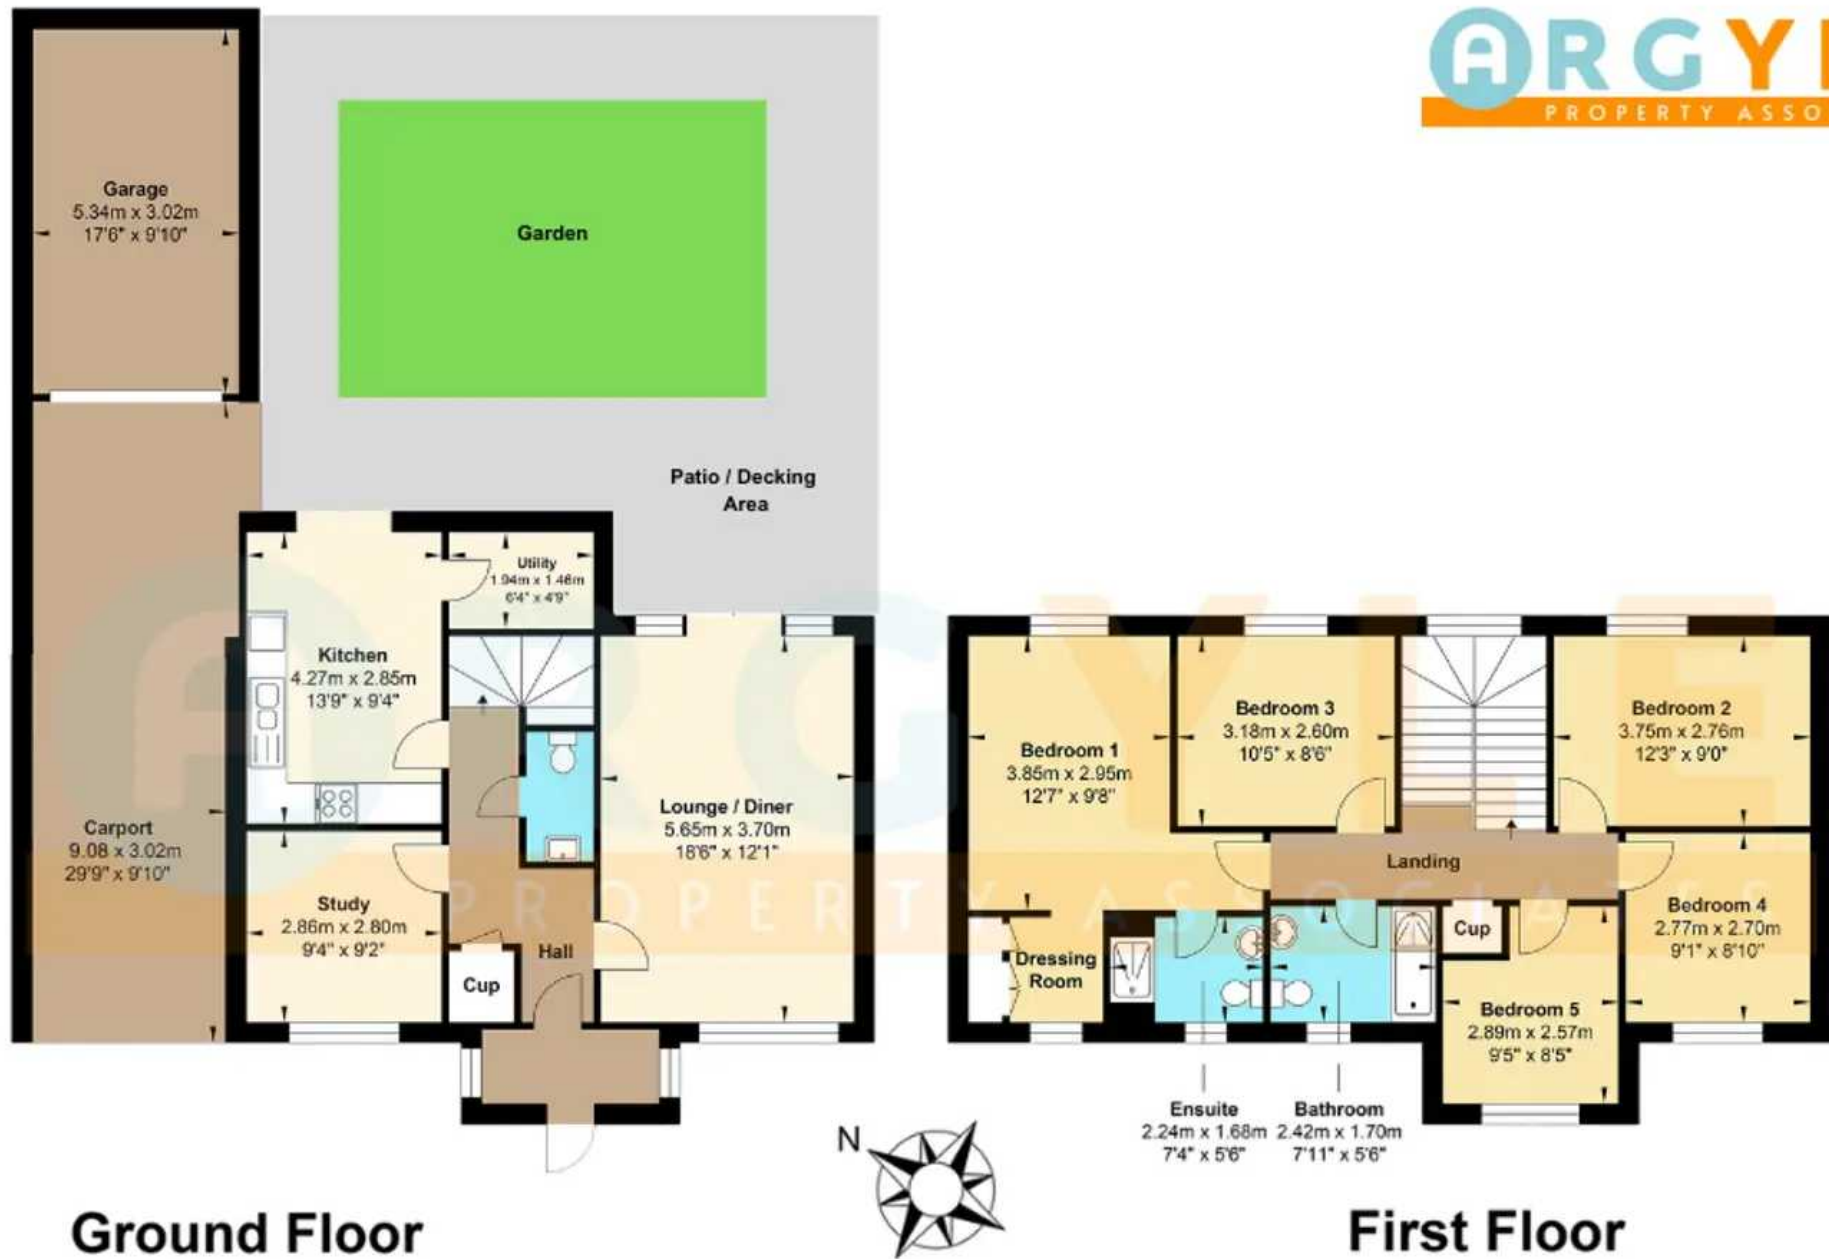 ARGY
PROPERTY ASSO
Garage
5.34m x 3.02m
17'6" x 9'10"
Garden
Patio / Decking
Area
Utility
1.94m x 1.46m
6'4" x 4'9"
Kitchen
4.27m x 2.85m
13'9" x 9'4"
Carport
9.08 x 3.02m
29'9" x 9'10"
Lounge / Diner
5.65m x 3.70m
18'6" x 12'1"
Study
2.86m x 2.80m
9'4" x 9'2"
Hall
Cup
Bedroom 1
3.85m x 2.95m
12'7" x 9'8"
Bedroom 3
3.18m x 2.60m
10'5" x 8'6"
Bedroom 2
3.75m x 2.76m
12'3" x 9'0"
Landing
Bedroom 4
2.77m x 2.70m
9'1" x 8'10"
Cup
Dressing
Room
Bedroom 5
2.89m x 2.57m
9'5" x 8'5"
Ensuite
2.24m x 1.68m
7'4" x 5'6"
Bathroom
2.42m x 1.70m
7'11" x 5'6"
N
Ground Floor
First Floor
ARGYLE
PROPERTY ASSOCIATES